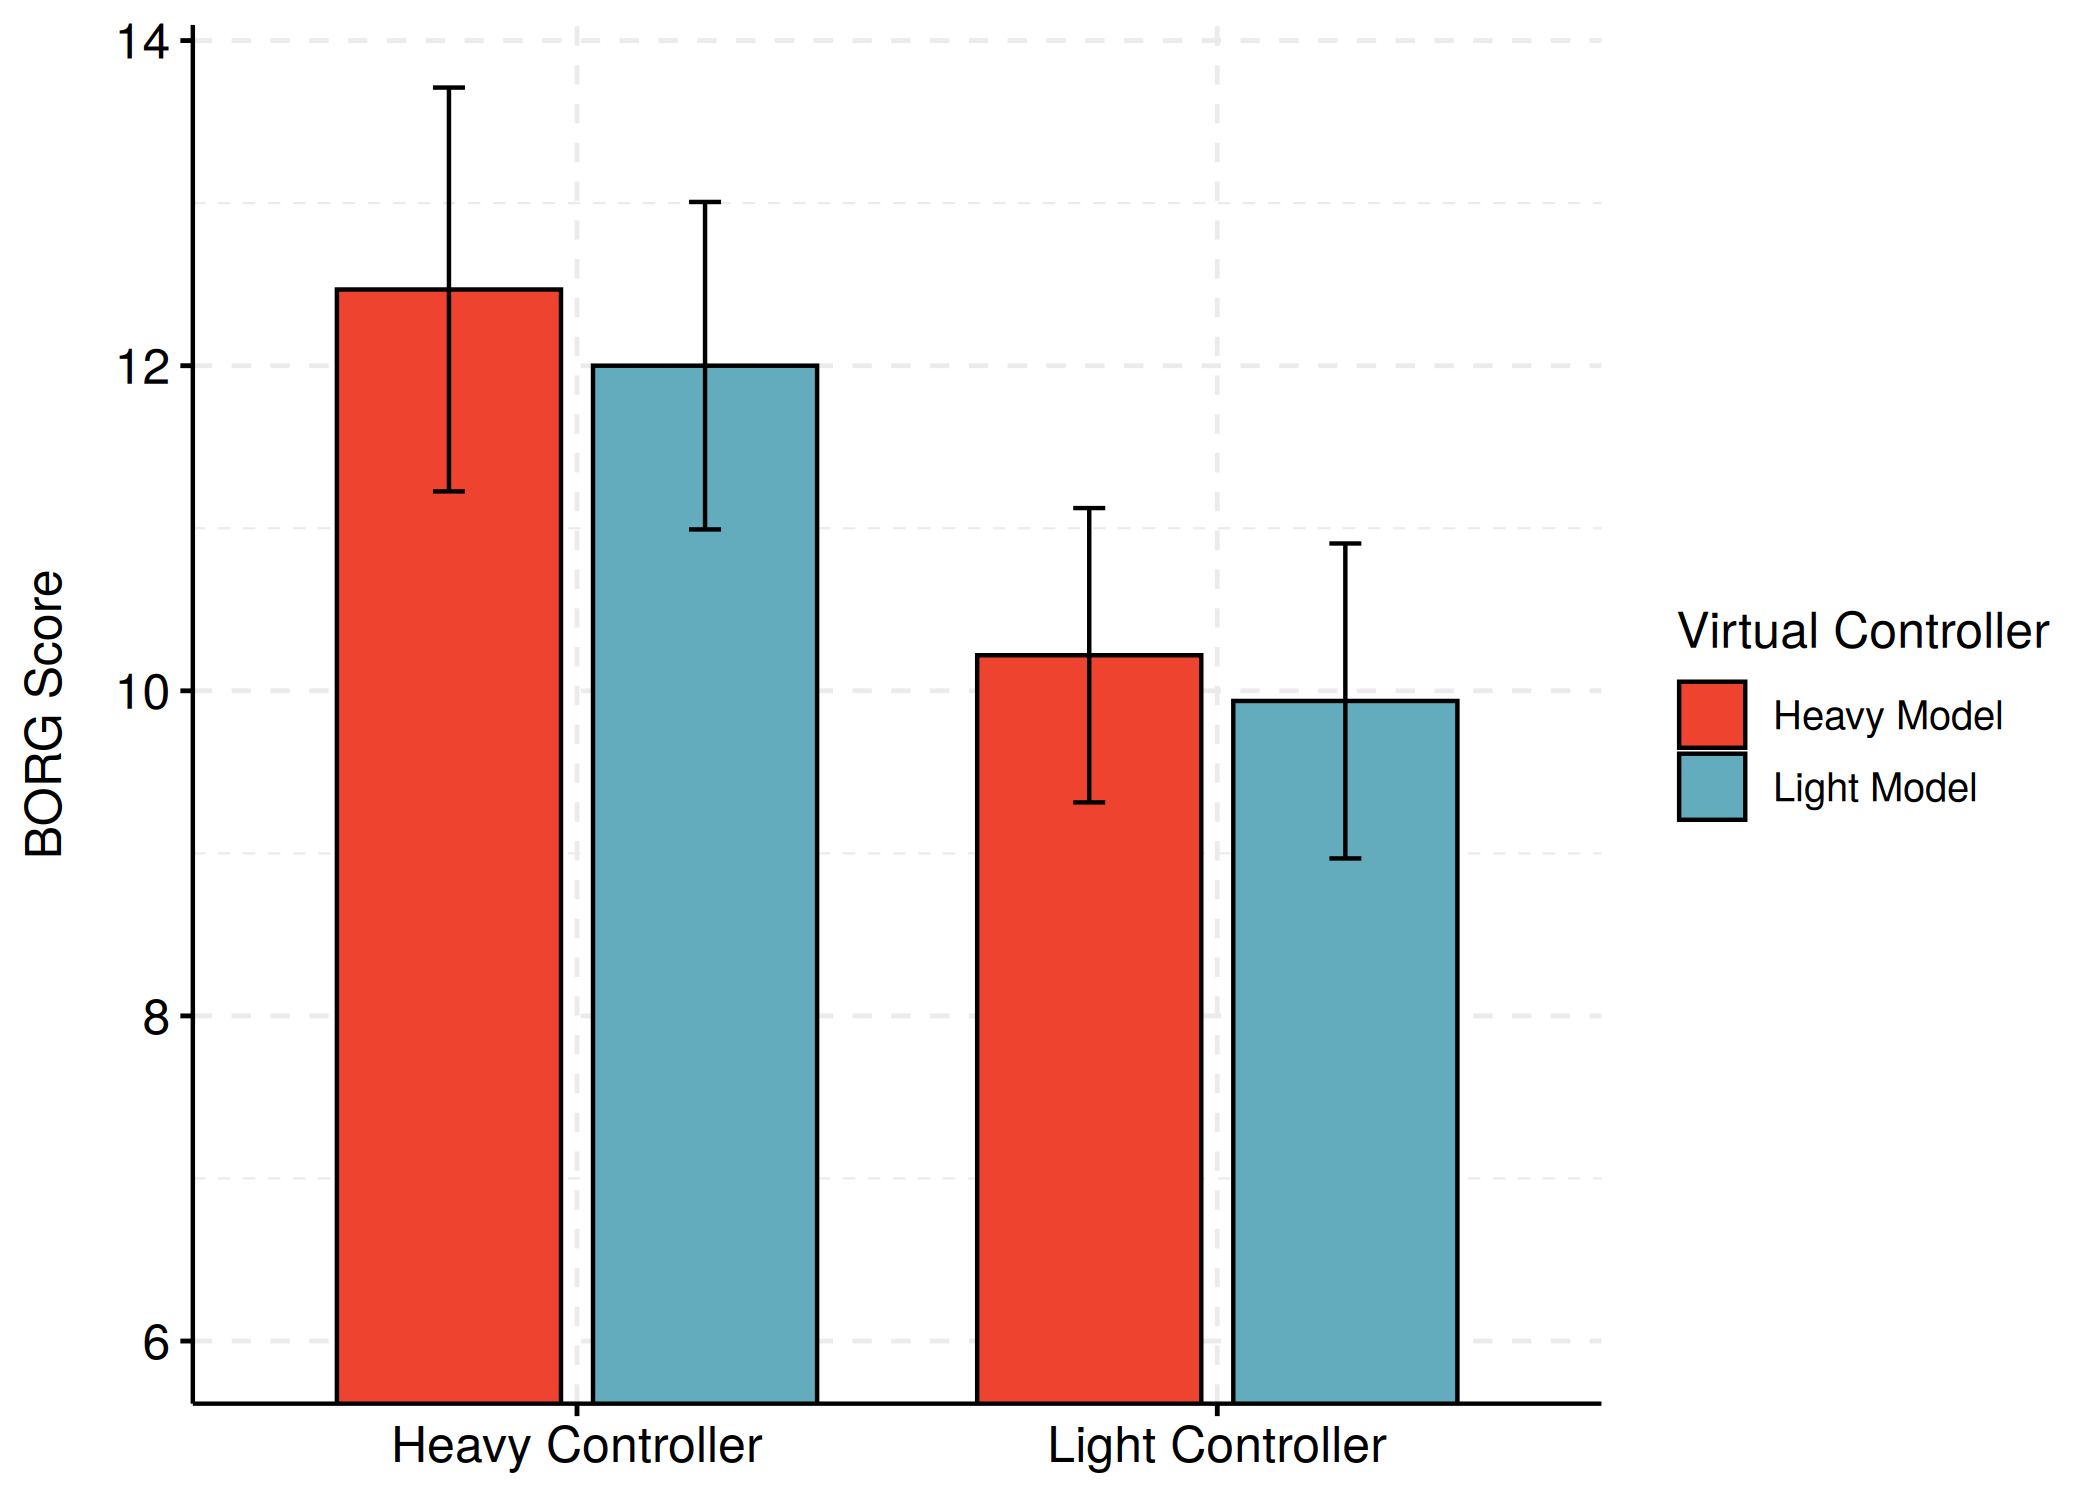 14
12
10
8
6
BORG Score
Heavy Controller
Light Controller
Virtual Controller
Heavy Model
Light Model